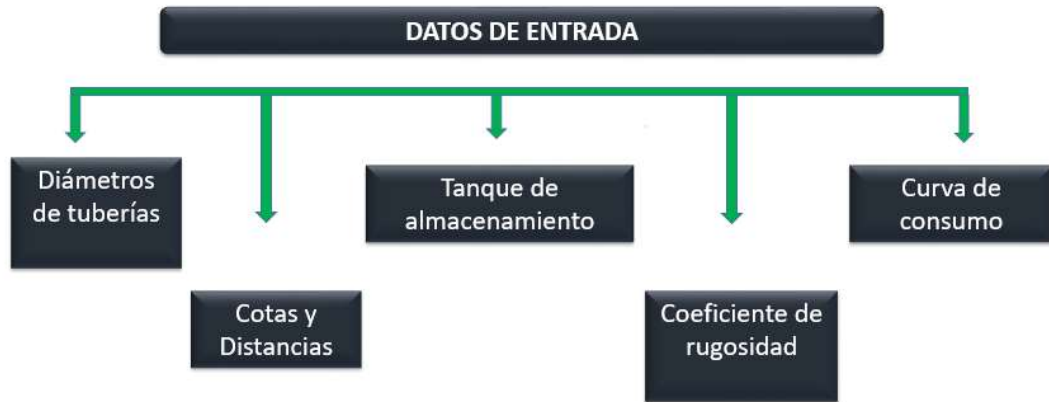 DATOS DE ENTRADA
Diámetros
de tuberías
Cotas y
Distancias
Tanque de
almacenamiento
Coeficiente de
rugosidad
Curva de
consumo